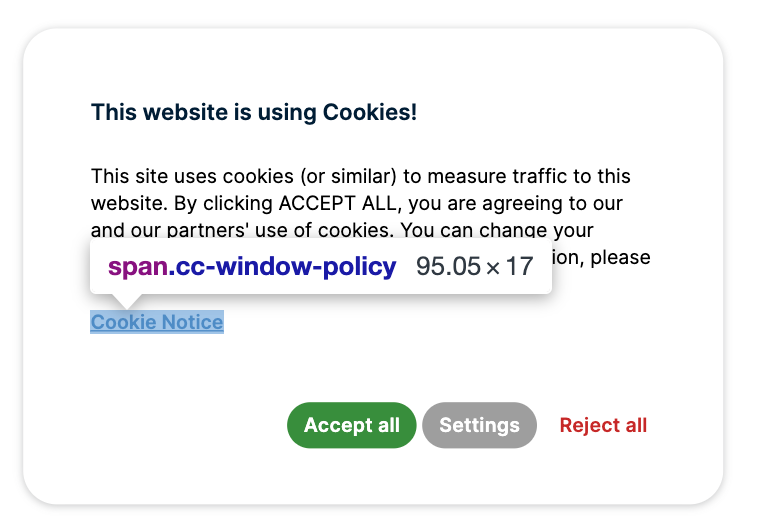 This website is using Cookies!
This site uses cookies (or similar) to measure traffic to this
website. By clicking ACCEPT ALL, you are agreeing to our
and our partners' use of cookies. You can change your
please
span.cc-window-policy 95.05 × 17
Cookie Notice
Accept all Settings Reject all